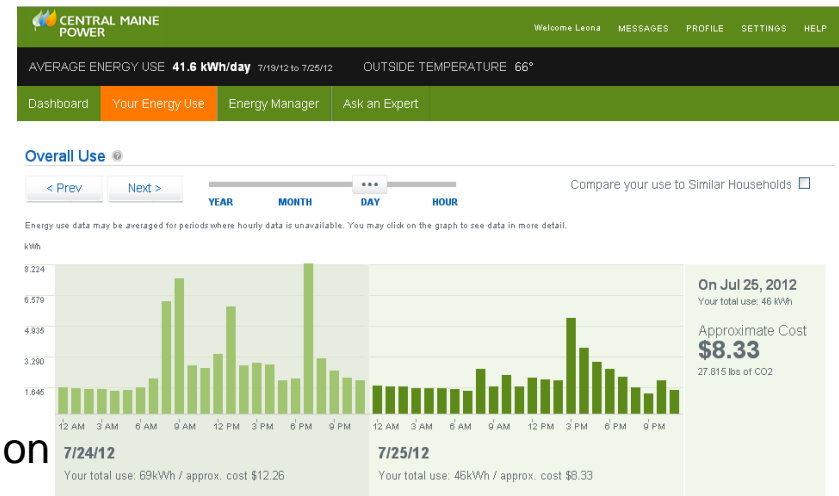 CENTRAL MAINE
POWER
Welcome Leona MESSAGES PROFILE SETTINGS HELP
AVERAGE ENERGY USE 41.6 kWh/day 7/19/12 to 7/25/12 OUTSIDE TEMPERATURE 66°
Dashboard Your Energy Use Energy Manager Ask an Expert
Overall Use
< Prev Next >
YEAR MONTH DAY HOUR
Compare your use to Similar Households
Energy use data may be averaged for periods where hourly data is unavailable. You may click on the graph to see data in more detail.
kWh
8.224
6.579
4.935
3.290
1.645
12 AM 3 AM 6 AM 9 AM 12 PM 3 PM 6 PM 9 PM 12 AM 3 AM 6 AM 9 AM 12 PM 3 PM 6 PM 9 PM
on
7/24/12
Your total use: 69kWh / approx. cost $12.26
7/25/12
Your total use: 46kWh / approx. cost $8.33
On Jul 25, 2012
Your total use: 46 kWh
Approximate Cost
$8.33
27.815 lbs of CO2